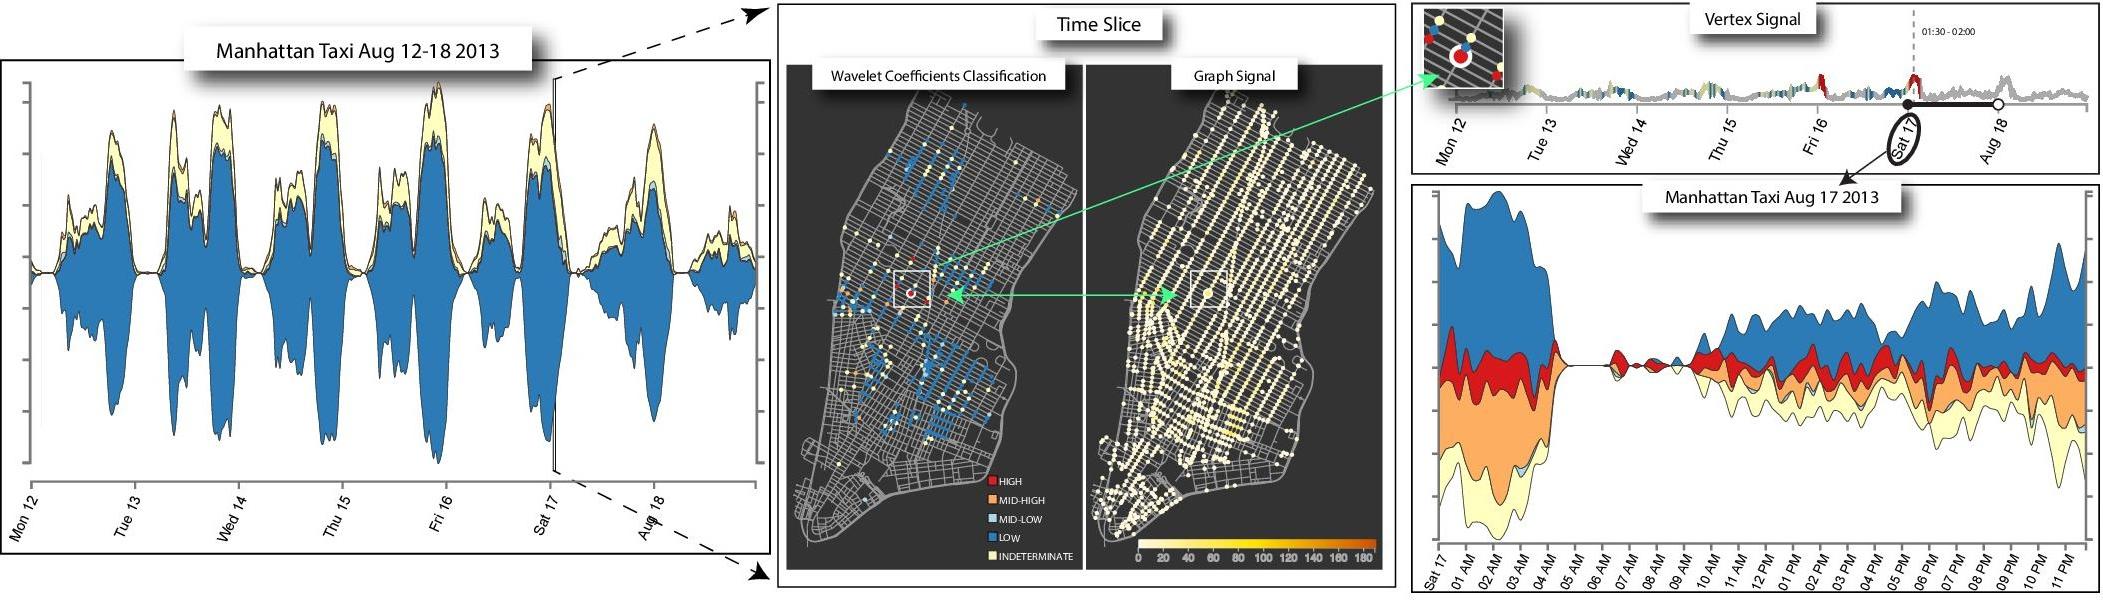 Manhattan Taxi Aug 12-18 2013
Mon 12
Tue 13
Wed 14
Thu 15
Fri 16
Sat 17
Aug 18
Time Slice
Wavelet Coefficients Classification
HIGH
MID-HIGH
MID-LOW
LOW
INDETERMINATE
Graph Signal
0 20 40 60 80 100 120 140 160 180
Vertex Signal
01:30 - 02:00
Mon 12
Tue 13
Wed 14
Thu 15
Fri 16
Sat 17
Aug 18
Manhattan Taxi Aug 17 2013
Sat 17
01 AM
02 AM
03 AM
04 AM
05 AM
06 AM
07 AM
08 AM
09 AM
10 AM
11 AM
12 PM
01 PM
02 PM
03 PM
04 PM
05 PM
06 PM
07 PM
08 PM
09 PM
10 PM
11 PM